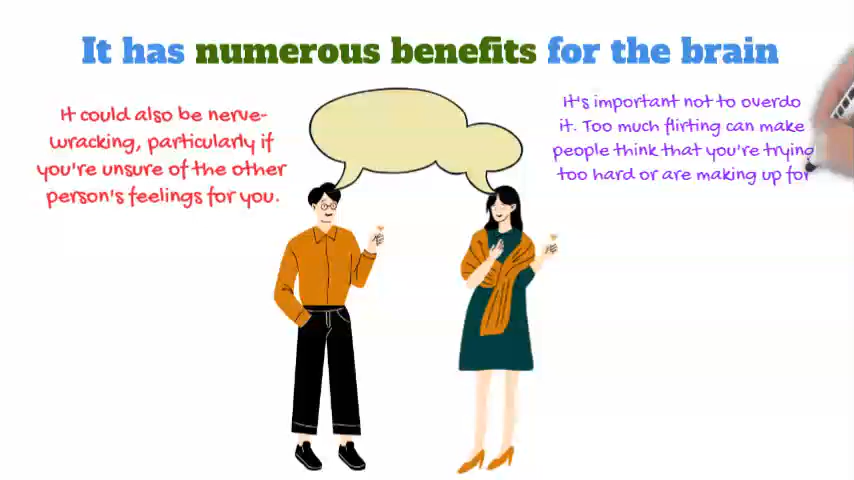 It has numerous benefits for the brain
It could also be nerve-
wracking, particularly if
you're unsure of the other
person's feelings for you.
It's important not to overdo
it. Too much flirting can make
people think that you're trying
too hard or are making up for